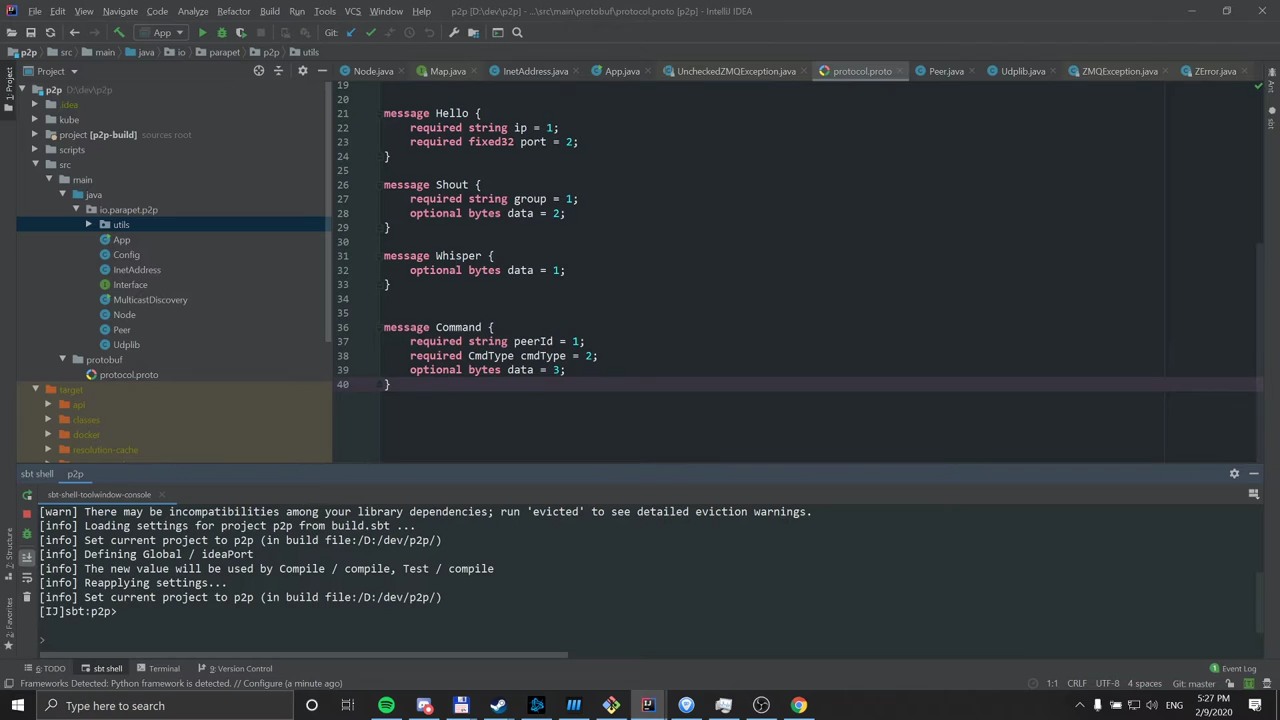 File Edit View Navigate Code Analyze Refactor Build Run Tools VCS Window Help p2p [D:\dev\p2p] - ...\src\main\protobuf\protocol.proto [p2p] - IntelliJ IDEA
App Git:
p2p src main java io parapet p2p utils
Project
Node.java Map.java InetAddress.java App.java UncheckedZMQException.java protocol.proto Peer.java Udplib.java ZMQException.java ZError.java
1: Project
p2p D:\dev\p2p
.idea
kube
project [p2p-build] sources root
scripts
src
main
java
io.parapet.p2p
utils
App
Config
InetAddress
Interface
MulticastDiscovery
Node
Peer
Udplib
protobuf
protocol.proto
target
api
classes
docker
resolution-cache
19
20
21 message Hello {
22 required string ip = 1;
23 required fixed32 port = 2;
24 }
25
26 message Shout {
27 required string group = 1;
28 optional bytes data = 2;
29 }
30
31 message Whisper {
32 optional bytes data = 1;
33 }
34
35
36 message Command {
37 required string peerId = 1;
38 required CmdType cmdType = 2;
39 optional bytes data = 3;
40 }
Ant
sbt
sbt shell p2p
sbt-shell-toolwindow-console
[warn] There may be incompatibilities among your library dependencies; run 'evicted' to see detailed eviction warnings.
[info] Loading settings for project p2p from build.sbt ...
[info] Set current project to p2p (in build file:/D:/dev/p2p/)
[info] Defining Global / ideaPort
[info] The new value will be used by Compile / compile, Test / compile
[info] Reapplying settings...
[info] Set current project to p2p (in build file:/D:/dev/p2p/)
[IJ]sbt:p2p>
>
Z: Structure
2: Favorites
6: TODO sbt shell Terminal 9: Version Control Event Log
Frameworks Detected: Python framework is detected. // Configure (a minute ago) 1:1 CRLF UTF-8 4 spaces Git: master
Type here to search
5:27 PM
2/9/2020